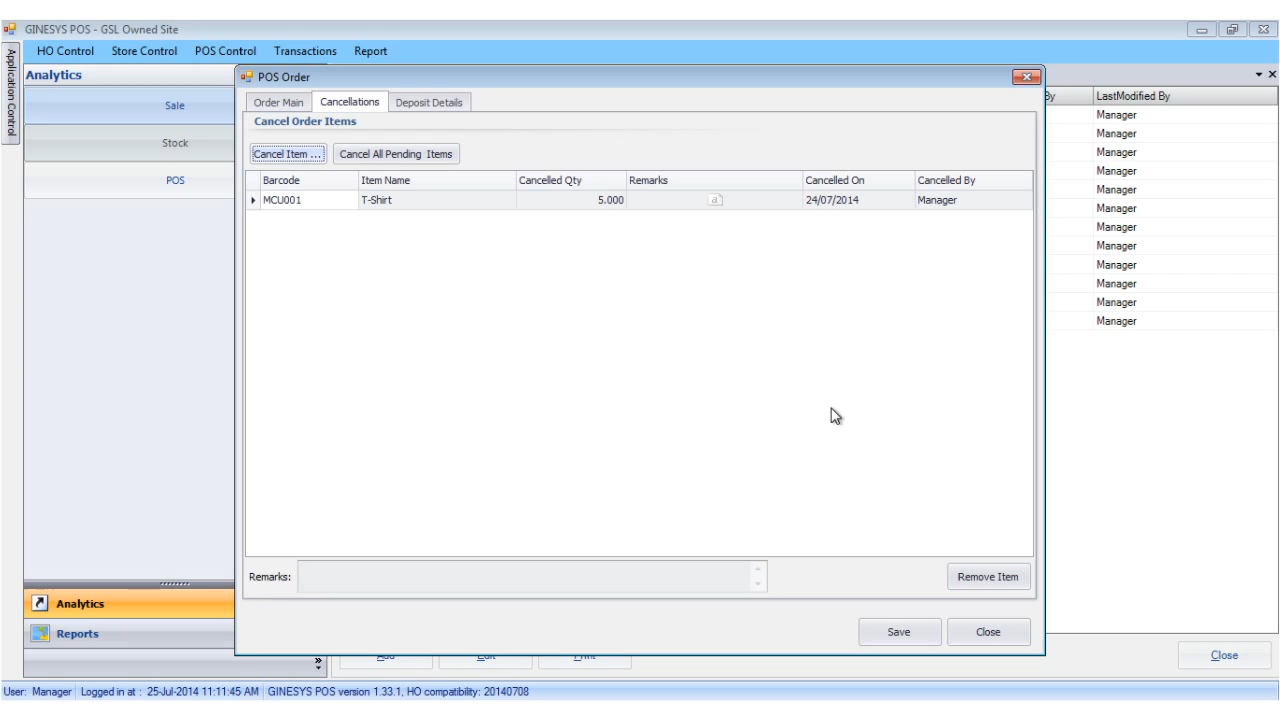 GINESYS POS - GSL Owned Site
HO Control Store Control POS Control Transactions Report
Application Control
Analytics
Sale
Stock
POS
POS Order
Order Main Cancellations Deposit Details
Cancel Order Items
Cancel Item ... Cancel All Pending Items
Barcode Item Name Cancelled Qty Remarks Cancelled On Cancelled By
MCU001 T-Shirt 5.000 a 24/07/2014 Manager
Remarks:
Remove Item
Save Close
By LastModified By
Manager
Manager
Manager
Manager
Manager
Manager
Manager
Manager
Manager
Manager
Manager
Manager
Analytics
Reports
Close
User: Manager Logged in at : 25-Jul-2014 11:11:45 AM GINESYS POS version 1.33.1, HO compatibility: 20140708